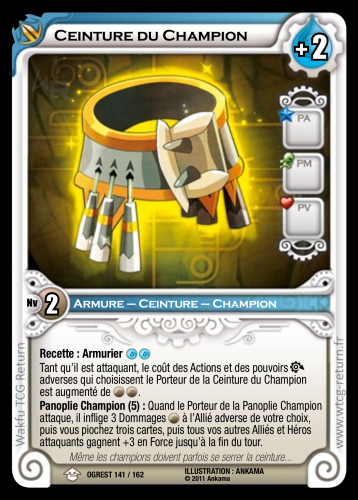 CEINTURE DU CHAMPION
+2
PA
PM
PV
Nv 2
ARMURE – CEINTURE – CHAMPION
Recette : Armurier
Tant qu'il est attaquant, le coût des Actions et des pouvoirs
adverses qui choisissent le Porteur de la Ceinture du Champion
est augmenté de
Panoplie Champion (5) : Quand le Porteur de la Panoplie Champion
attaque, il inflige 3 Dommages à l'Allié adverse de votre choix,
puis vous piochez trois cartes, puis tous vos autres Alliés et Héros
attaquants gagnent +3 en Force jusqu'à la fin du tour.
Même les champions doivent parfois se serrer la ceinture...
OGREST 141 / 162
ILLUSTRATION : ANKAMA
© 2011 Ankama
Wakfu TCG Return
www.wtcg-return.fr